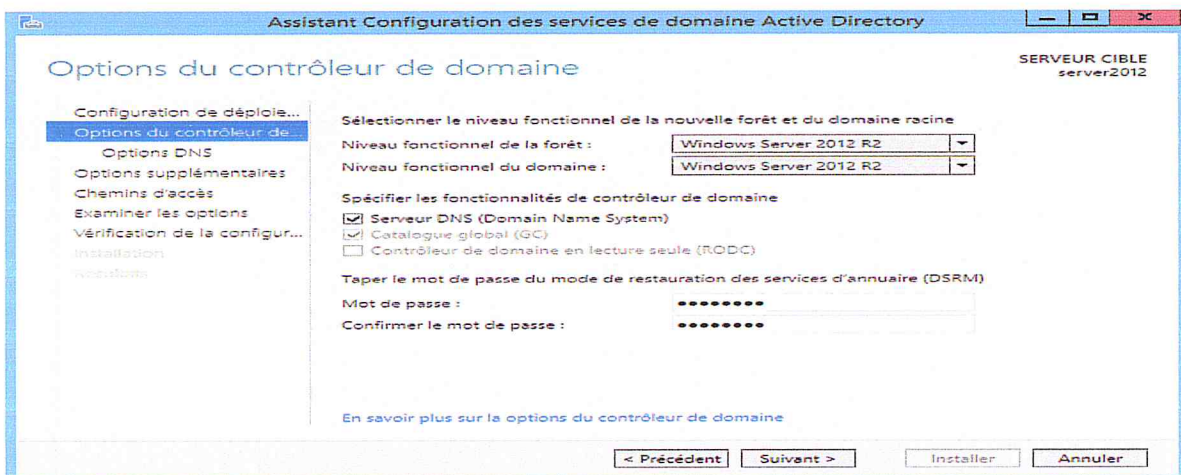 Assistant Configuration des services de domaine Active Directory
Options du contrôleur de domaine
SERVEUR CIBLE
server2012
Configuration de déploie...
Options du contrôleur de...
Options DNS
Options supplémentaires
Chemins d'accès
Examiner les options
Vérification de la configur...
Installation
Résultats
Sélectionner le niveau fonctionnel de la nouvelle forêt et du domaine racine
Niveau fonctionnel de la forêt : Windows Server 2012 R2
Niveau fonctionnel du domaine : Windows Server 2012 R2
Spécifier les fonctionnalités de contrôleur de domaine
Serveur DNS (Domain Name System)
Catalogue global (GC)
Contrôleur de domaine en lecture seule (RODC)
Taper le mot de passe du mode de restauration des services d'annuaire (DSRM)
Mot de passe : ●●●●●●●●
Confirmer le mot de passe : ●●●●●●●●
En savoir plus sur la options du contrôleur de domaine
< Précédent Suivant > Installer Annuler